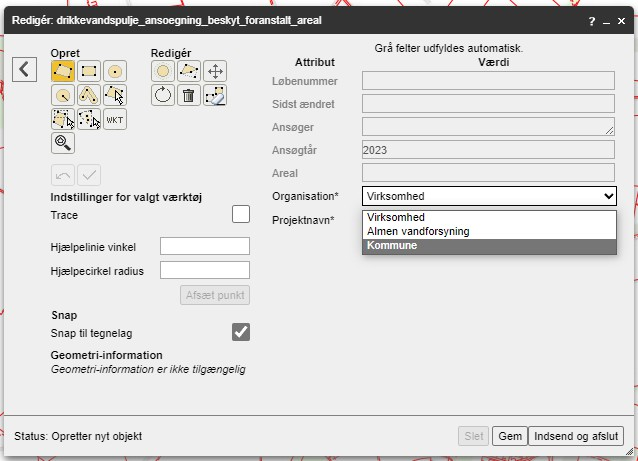 Redigér: drikkevandspulje_ansoegning_beskyt_foranstalt_areal
? _ ×
Opret
Redigér
WKT
Indstillinger for valgt værktøj
Trace
Hjælpelinie vinkel
Hjælpecirkel radius
Afsæt punkt
Snap
Snap til tegnelag
Geometri-information
Geometri-information er ikke tilgængelig
Grå felter udfyldes automatisk.
Attribut Værdi
Løbenummer
Sidst ændret
Ansøger
Ansøgtår 2023
Areal
Organisation* Virksomhed
Projektnavn*
Virksomhed
Almen vandforsyning
Kommune
Status: Opretter nyt objekt
Slet Gem Indsend og afslut